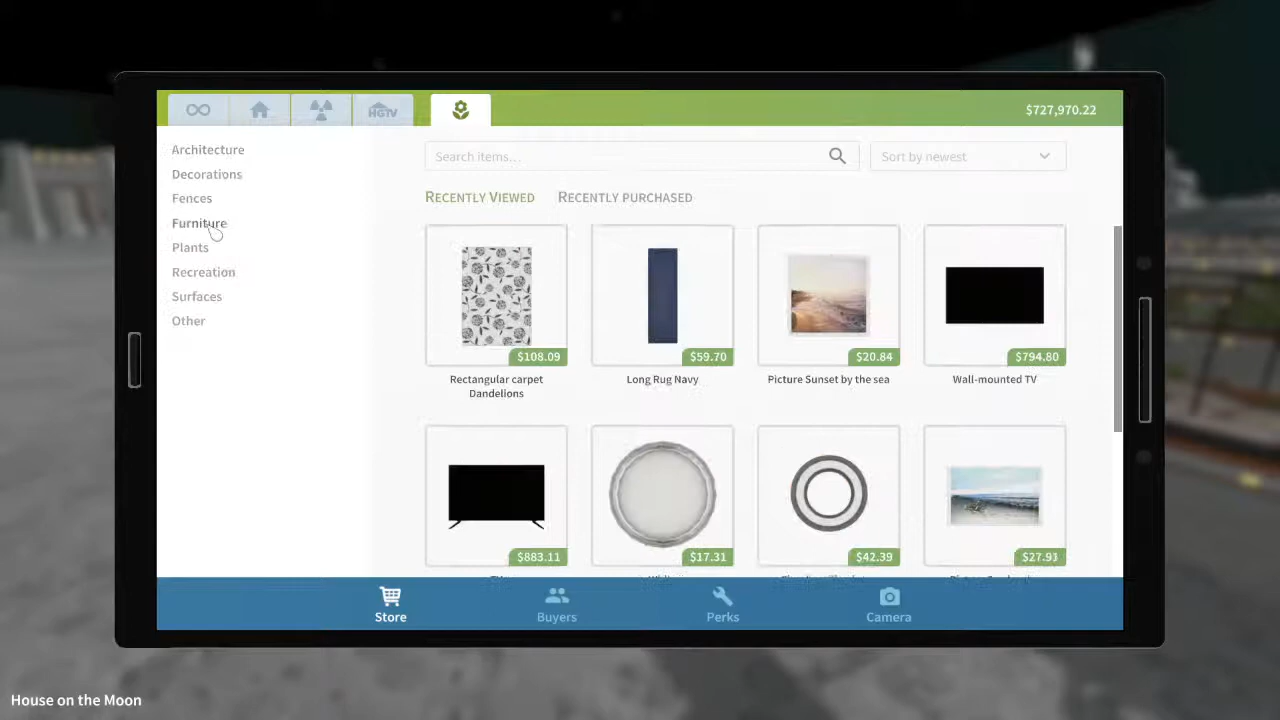 HGTV
$727,970.22
Architecture
Decorations
Fences
Furniture
Plants
Recreation
Surfaces
Other
Search items...
Sort by newest
RECENTLY VIEWED
RECENTLY PURCHASED
$108.09
$59.70
$20.84
$794.80
Rectangular carpet
Dandelions
Long Rug Navy
Picture Sunset by the sea
Wall-mounted TV
$883.11
$17.31
$42.39
$27.93
Store
Buyers
Perks
Camera
House on the Moon